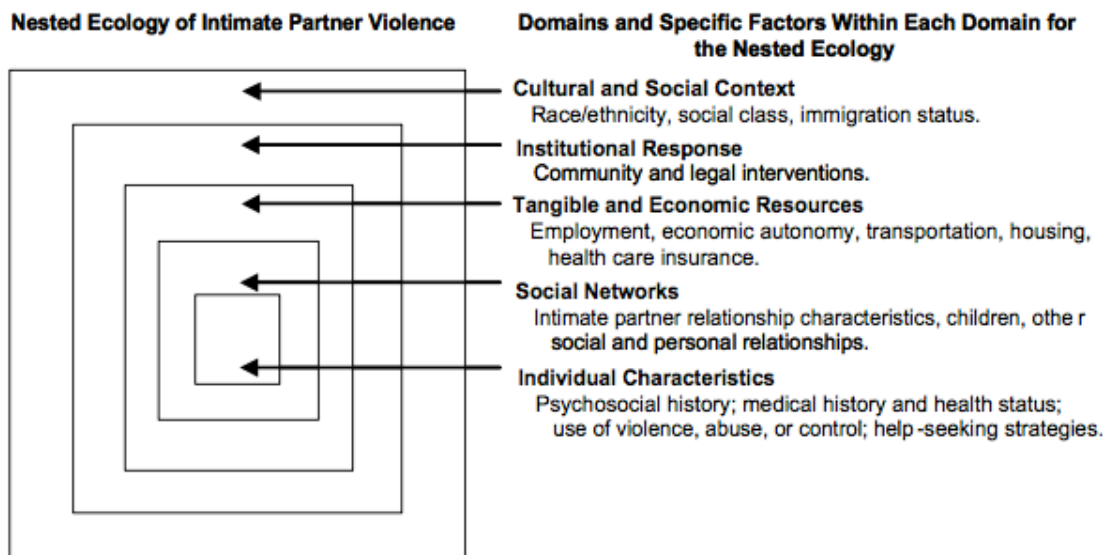 Nested Ecology of Intimate Partner Violence
Domains and Specific Factors Within Each Domain for
the Nested Ecology
Cultural and Social Context
Race/ethnicity, social class, immigration status.
Institutional Response
Community and legal interventions.
Tangible and Economic Resources
Employment, economic autonomy, transportation, housing,
health care insurance.
Social Networks
Intimate partner relationship characteristics, children, othe r
social and personal relationships.
Individual Characteristics
Psychosocial history; medical history and health status;
use of violence, abuse, or control; help -seeking strategies.